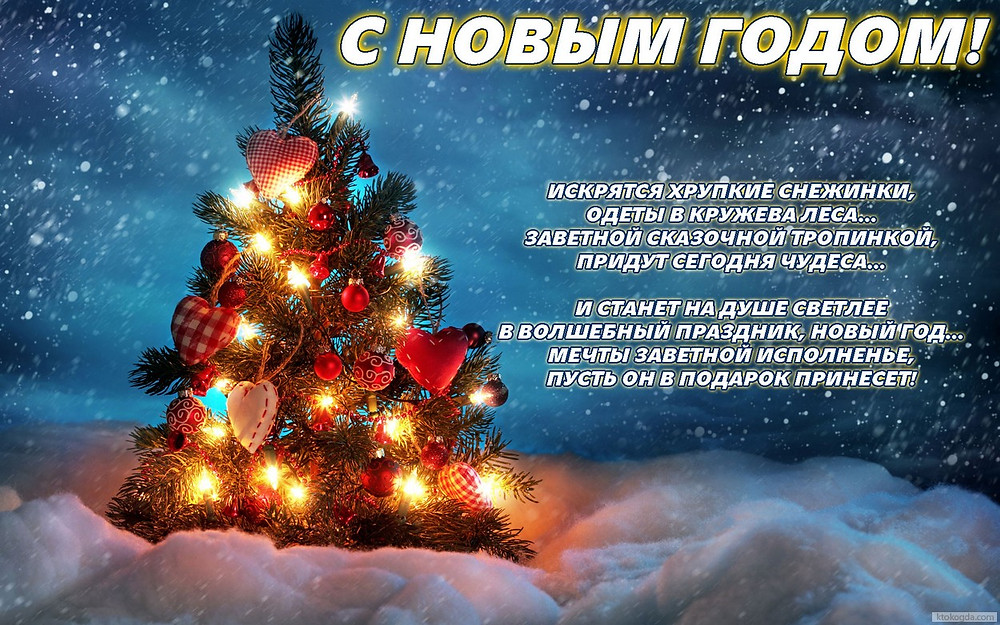 С НОВЫМ ГОДОМ!
ИСКРЯТСЯ ХРУПКИЕ СНЕЖИНКИ,
ОДЕТЫ В КРУЖЕВА ЛЕСА...
ЗАВЕТНОЙ СКАЗОЧНОЙ ТРОПИНКОЙ,
ПРИДУТ СЕГОДНЯ ЧУДЕСА...
И СТАНЕТ НА ДУШЕ СВЕТЛЕЕ
В ВОЛШЕБНЫЙ ПРАЗДНИК, НОВЫЙ ГОД...
МЕЧТЫ ЗАВЕТНОЙ ИСПОЛНЕНЬЕ,
ПУСТЬ ОН В ПОДАРОК ПРИНЕСЕТ!
ktokogda.com